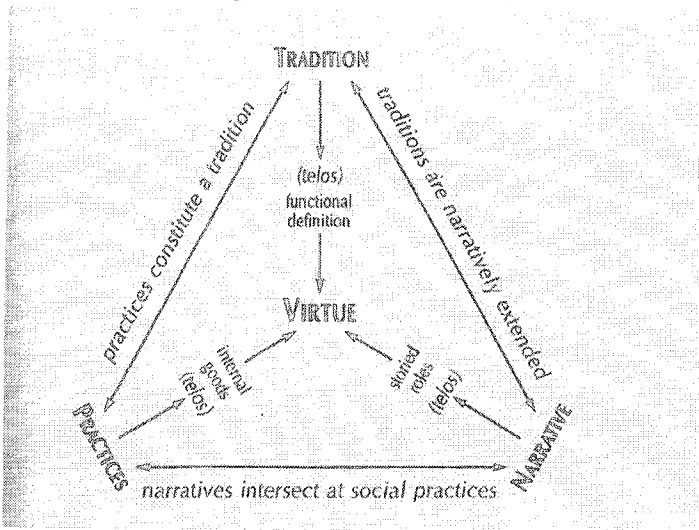 TRADITION
practices constitute a tradition
traditions are narratively extended
(telos)
functional
definition
VIRTUE
internal
goods
(telos)
storied
roles
(telos)
PRACTICES
NARRATIVE
narratives intersect at social practices